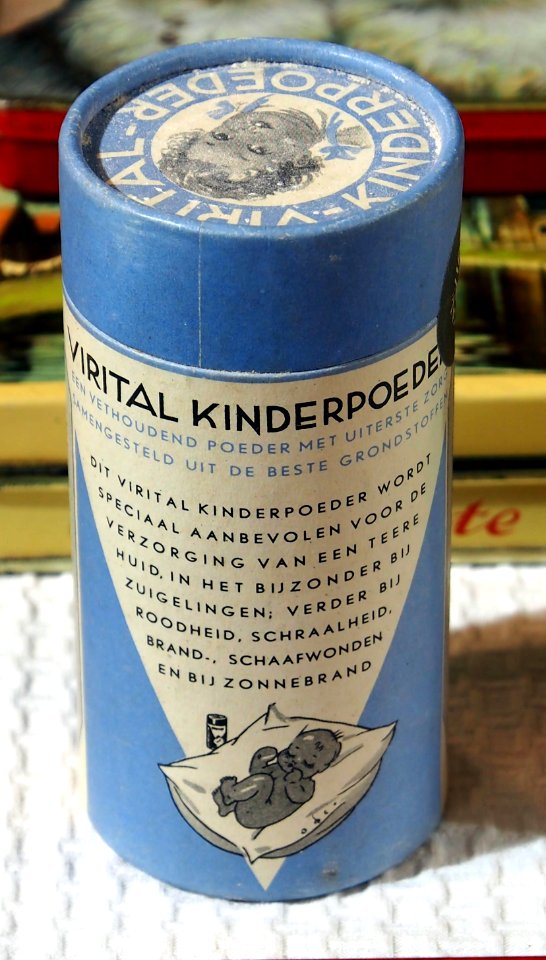 VIRITAL - KINDERPOEDER -
VIRITAL KINDERPOEDE
EEN VETHOUDEND POEDER MET UITERSTE ZORG
SAMENGESTELD UIT DE BESTE GRONDSTOFFEN
DIT VIRITAL KINDERPOEDER WORDT
SPECIAAL AANBEVOLEN VOOR DE
VERZORGING VAN EEN TEERE
HUID, IN HET BIJZONDER BIJ
ZUIGELINGEN; VERDER BIJ
ROODHEID, SCHRAALHEID,
BRAND-, SCHAAFWONDEN
EN BIJ ZONNEBRAND
te